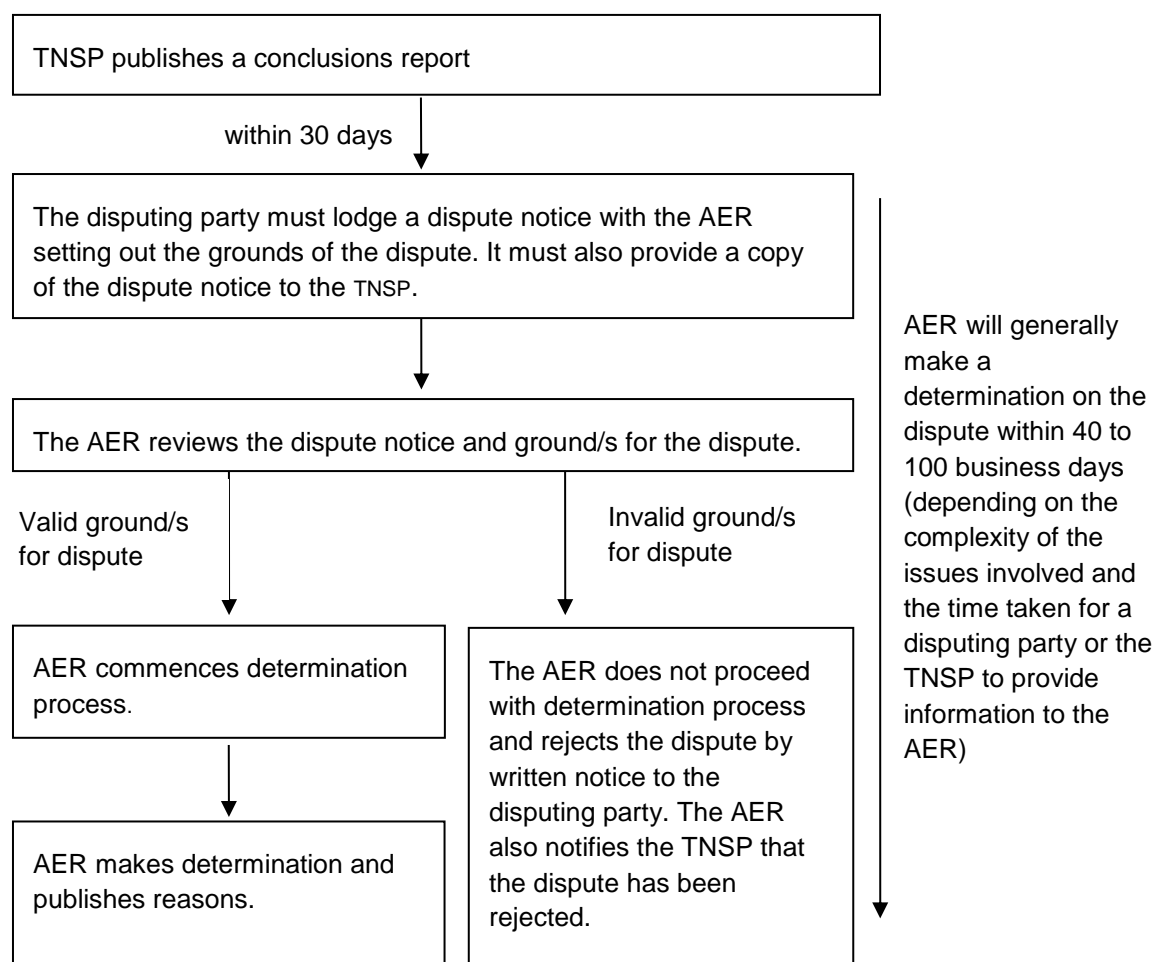 TNSP publishes a conclusions report
within 30 days
The disputing party must lodge a dispute notice with the AER
setting out the grounds of the dispute. It must also provide a copy
of the dispute notice to the TNSP.
The AER reviews the dispute notice and ground/s for the dispute.
Valid ground/s
for dispute
Invalid ground/s
for dispute
AER commences determination
process.
AER makes determination and
publishes reasons.
The AER does not proceed
with determination process
and rejects the dispute by
written notice to the
disputing party. The AER
also notifies the TNSP that
the dispute has been
rejected.
AER will generally
make a
determination on the
dispute within 40 to
100 business days
(depending on the
complexity of the
issues involved and
the time taken for a
disputing party or the
TNSP to provide
information to the
AER)